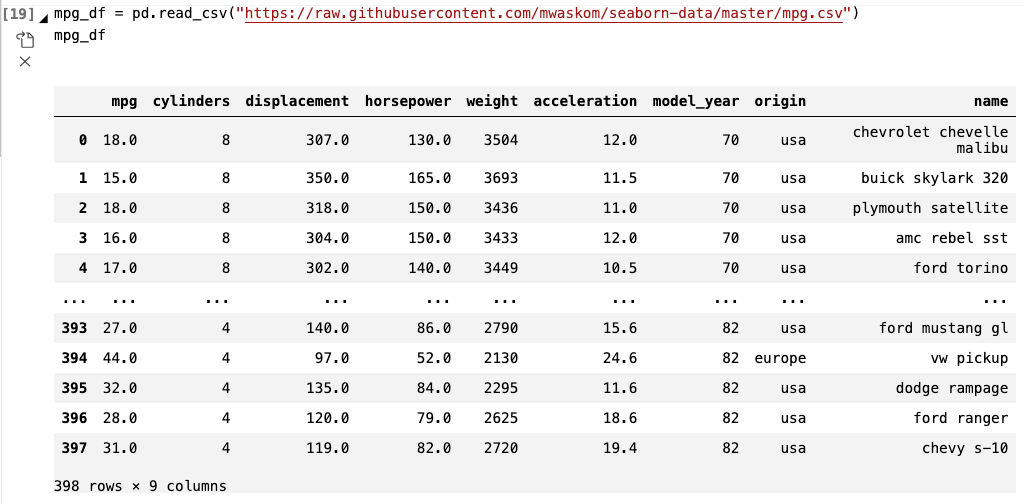 [19] mpg_df = pd.read_csv("https://raw.githubusercontent.com/mwaskom/seaborn-data/master/mpg.csv")
mpg_df
mpg cylinders displacement horsepower weight acceleration model_year origin name
0 18.0 8 307.0 130.0 3504 12.0 70 usa chevrolet chevelle
malibu
1 15.0 8 350.0 165.0 3693 11.5 70 usa buick skylark 320
2 18.0 8 318.0 150.0 3436 11.0 70 usa plymouth satellite
3 16.0 8 304.0 150.0 3433 12.0 70 usa amc rebel sst
4 17.0 8 302.0 140.0 3449 10.5 70 usa ford torino
... ... ... ... ... ... ... ... ... ...
393 27.0 4 140.0 86.0 2790 15.6 82 usa ford mustang gl
394 44.0 4 97.0 52.0 2130 24.6 82 europe vw pickup
395 32.0 4 135.0 84.0 2295 11.6 82 usa dodge rampage
396 28.0 4 120.0 79.0 2625 18.6 82 usa ford ranger
397 31.0 4 119.0 82.0 2720 19.4 82 usa chevy s-10
398 rows × 9 columns